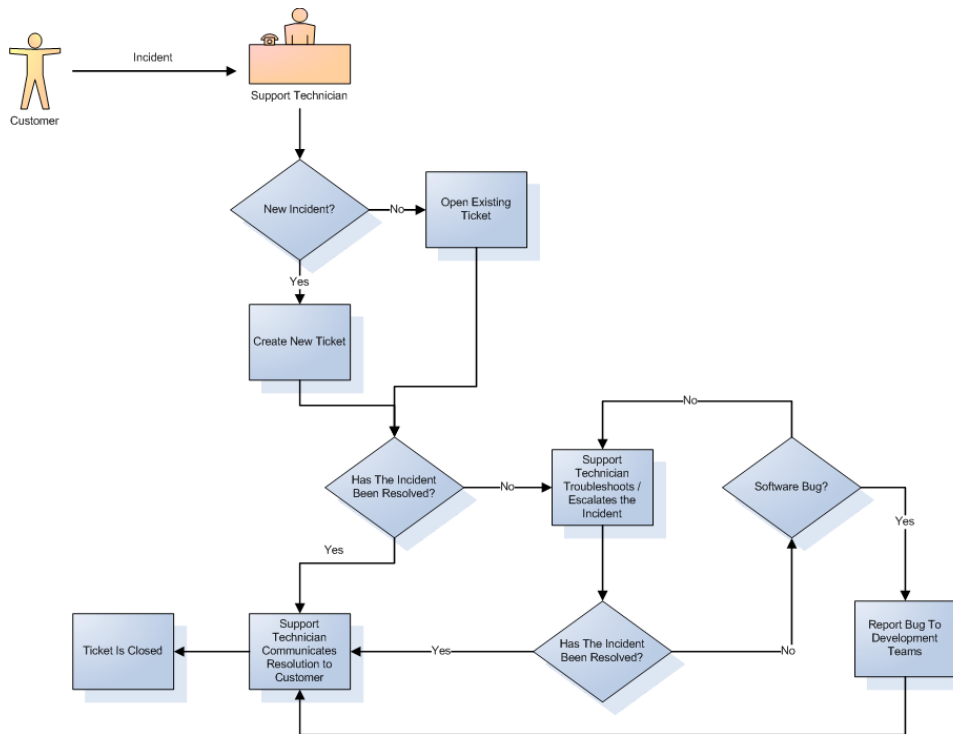 Incident
Customer
Support Technician
New Incident?
No
Open Existing
Ticket
Yes
Create New Ticket
No
Has The Incident
Been Resolved?
No
Support
Technician
Troubleshoots /
Escalates the
Incident
Software Bug?
Yes
Yes
Ticket Is Closed
Support
Technician
Communicates
Resolution to
Customer
Yes
Has The Incident
Been Resolved?
No
Report Bug To
Development
Teams